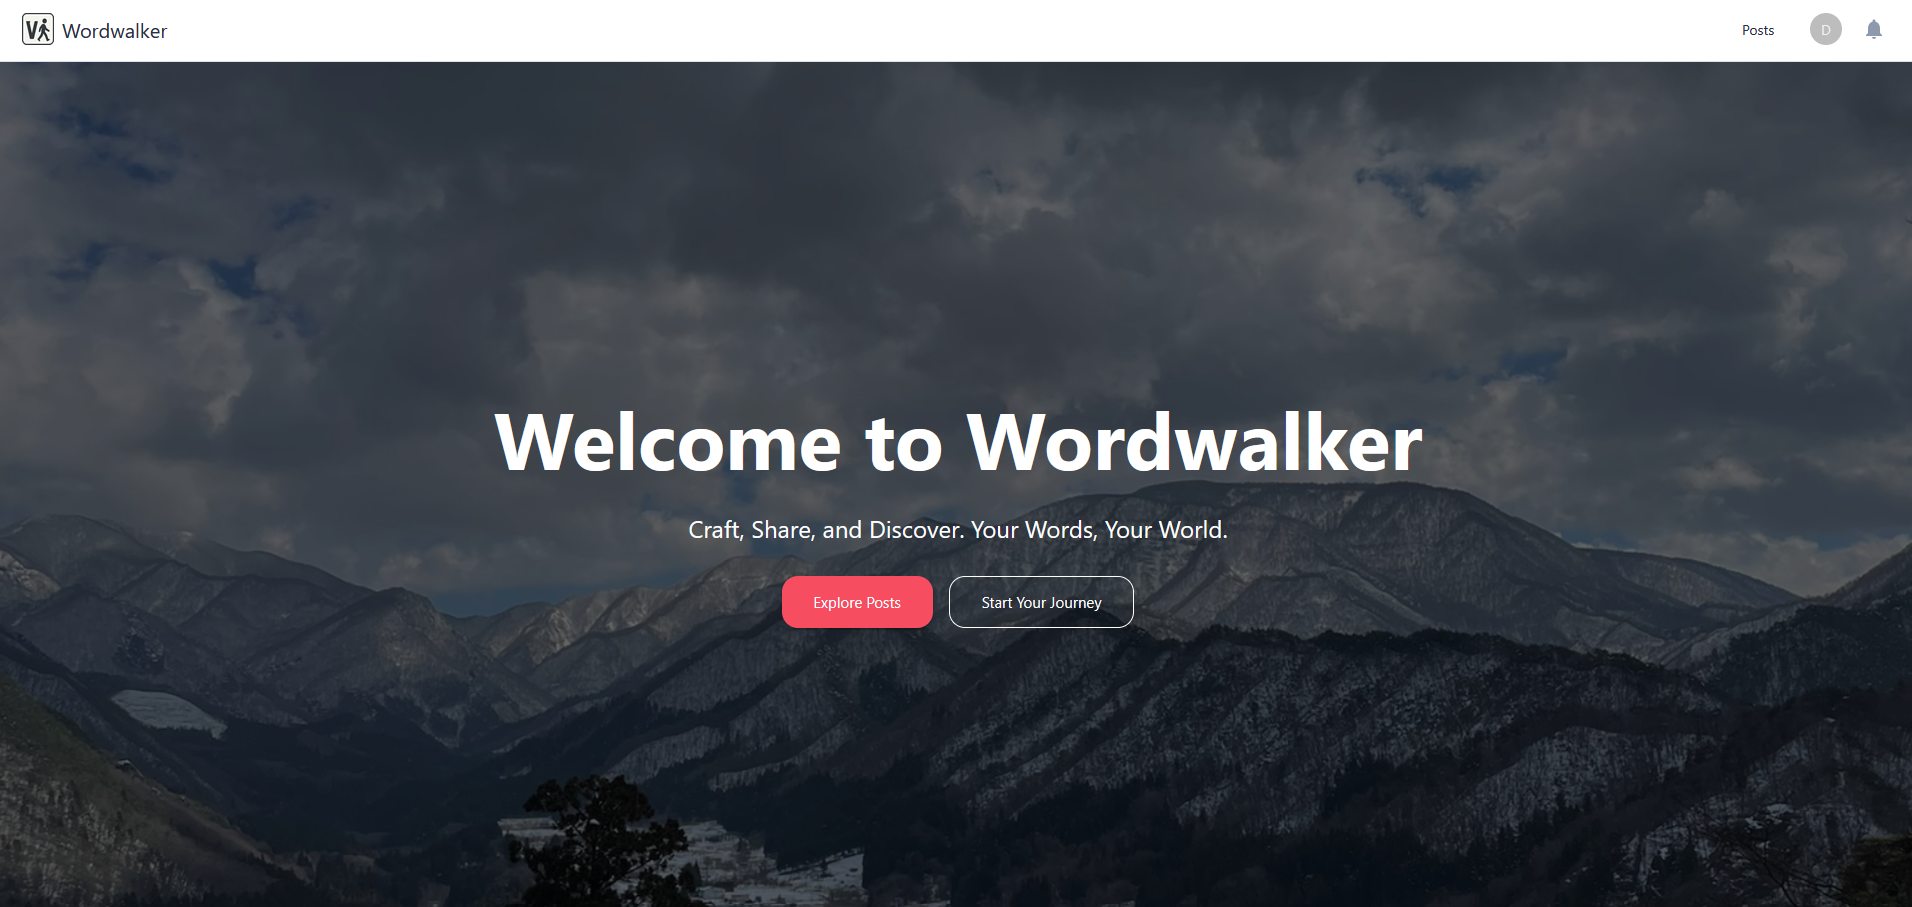 Wordwalker
Posts
D
Welcome to Wordwalker
Craft, Share, and Discover. Your Words, Your World.
Explore Posts
Start Your Journey